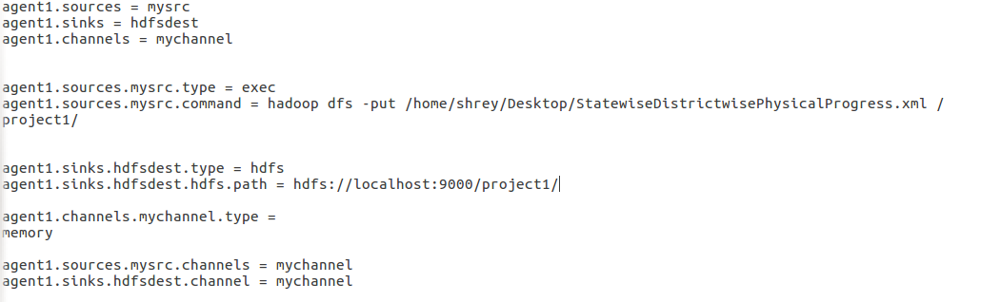 agent1.sources = mysrc
agent1.sinks = hdfsdest
agent1.channels = mychannel
agent1.sources.mysrc.type = exec
agent1.sources.mysrc.command = hadoop dfs -put /home/shrey/Desktop/StatewiseDistrictwisePhysicalProgress.xml /
project1/
agent1.sinks.hdfsdest.type = hdfs
agent1.sinks.hdfsdest.hdfs.path = hdfs://localhost:9000/project1/
agent1.channels.mychannel.type =
memory
agent1.sources.mysrc.channels = mychannel
agent1.sinks.hdfsdest.channel = mychannel